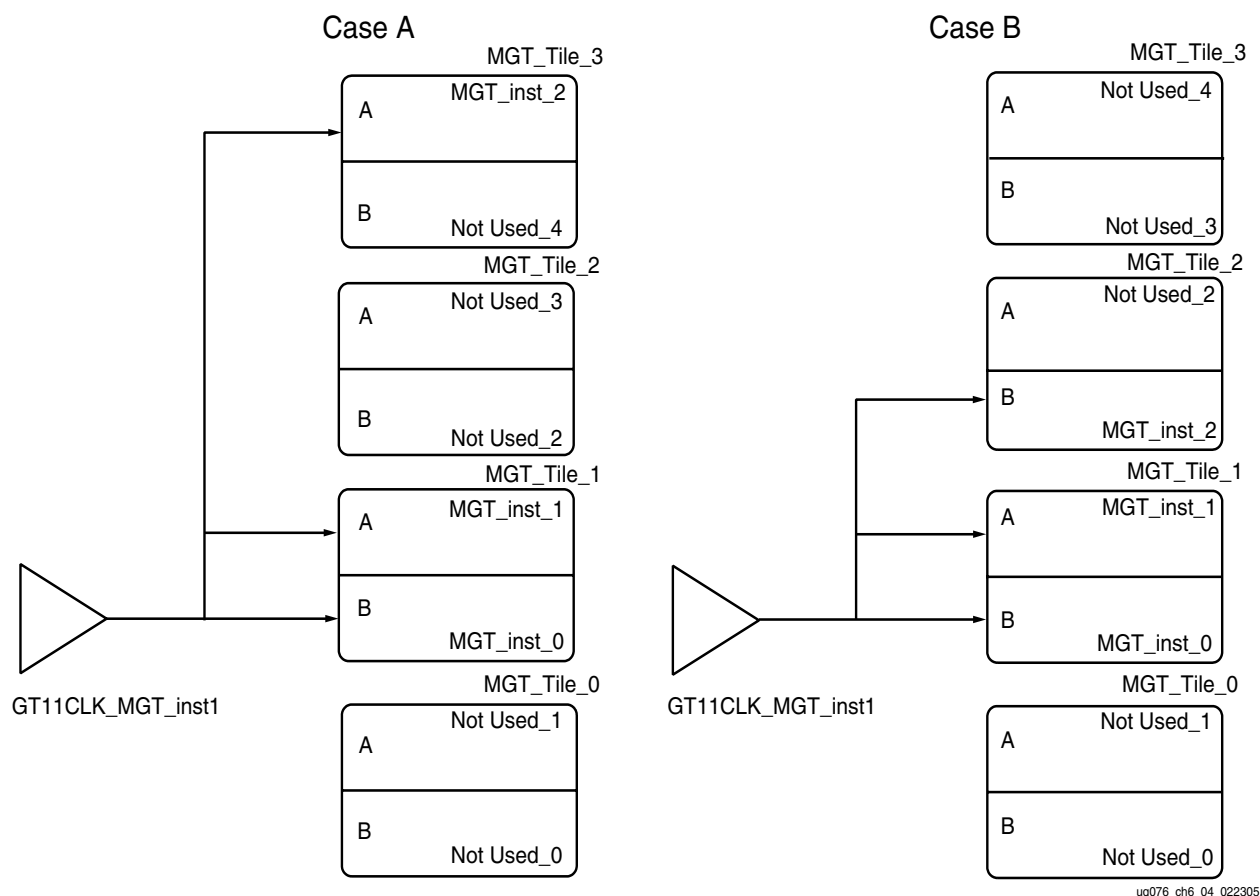 Case A
MGT_Tile_3
A
MGT_inst_2
B
Not Used_4
MGT_Tile_2
A
Not Used_3
B
Not Used_2
MGT_Tile_1
A
MGT_inst_1
B
MGT_inst_0
GT11CLK_MGT_inst1
MGT_Tile_0
A
Not Used_1
B
Not Used_0
Case B
MGT_Tile_3
A
Not Used_4
B
Not Used_3
MGT_Tile_2
A
Not Used_2
B
MGT_inst_2
MGT_Tile_1
A
MGT_inst_1
B
MGT_inst_0
GT11CLK_MGT_inst1
MGT_Tile_0
A
Not Used_1
B
Not Used_0
ug076_ch6_04_022305